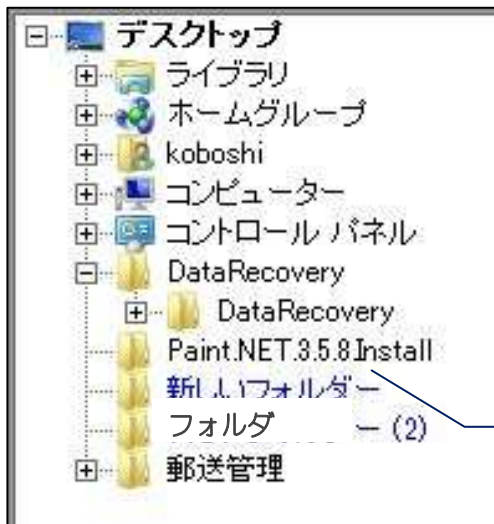 デスクトップ
ライブラリ
ホームグループ
koboshi
コンピューター
コントロール パネル
DataRecovery
DataRecovery
Paint.NET.3.5.8.Install
新しいフォルダー
フォルダ ー (2)
郵送管理